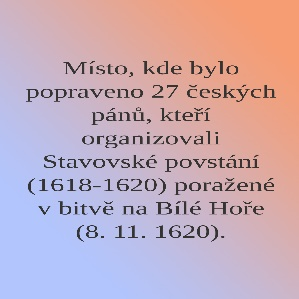 Místo, kde bylo
popraveno 27 českých
pánů, kteří
organizovali
Stavovské povstání
(1618-1620) poražené
v bitvě na Bílé Hoře
(8. 11. 1620).